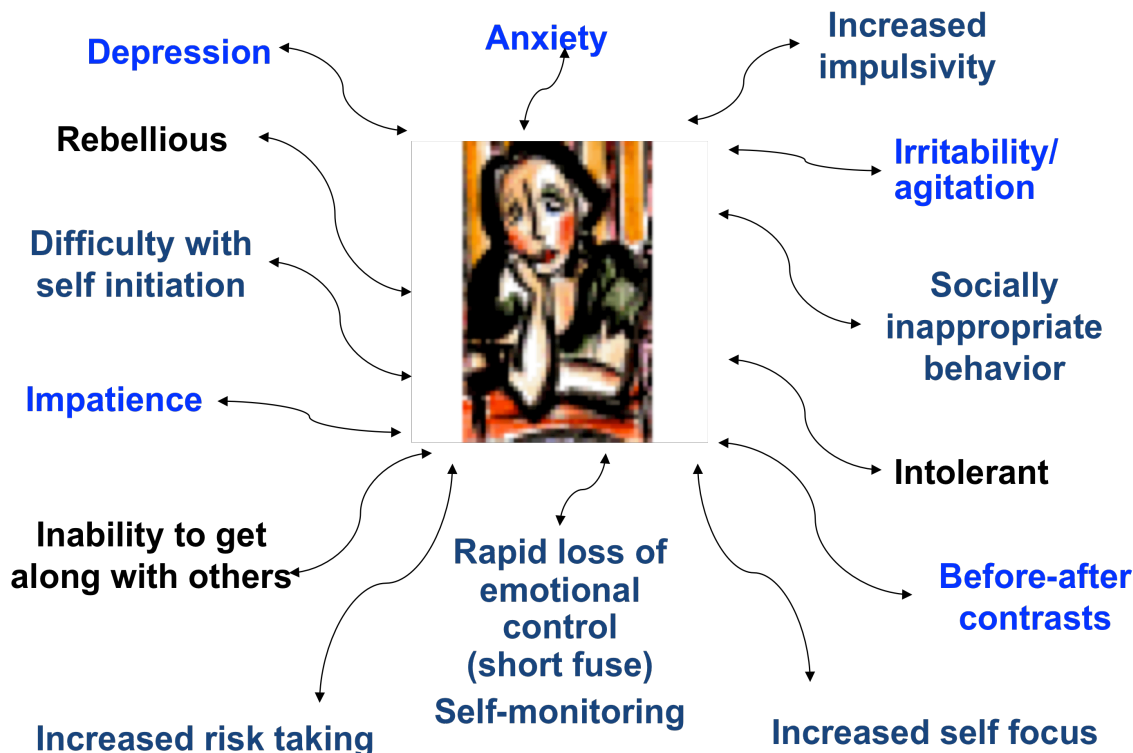 Depression
Anxiety
Increased
impulsivity
Rebellious
Irritability/
agitation
Difficulty with
self initiation
Socially
inappropriate
behavior
Impatience
Intolerant
Inability to get
along with others
Rapid loss of
emotional
control
(short fuse)
Self-monitoring
Before-after
contrasts
Increased risk taking
Increased self focus